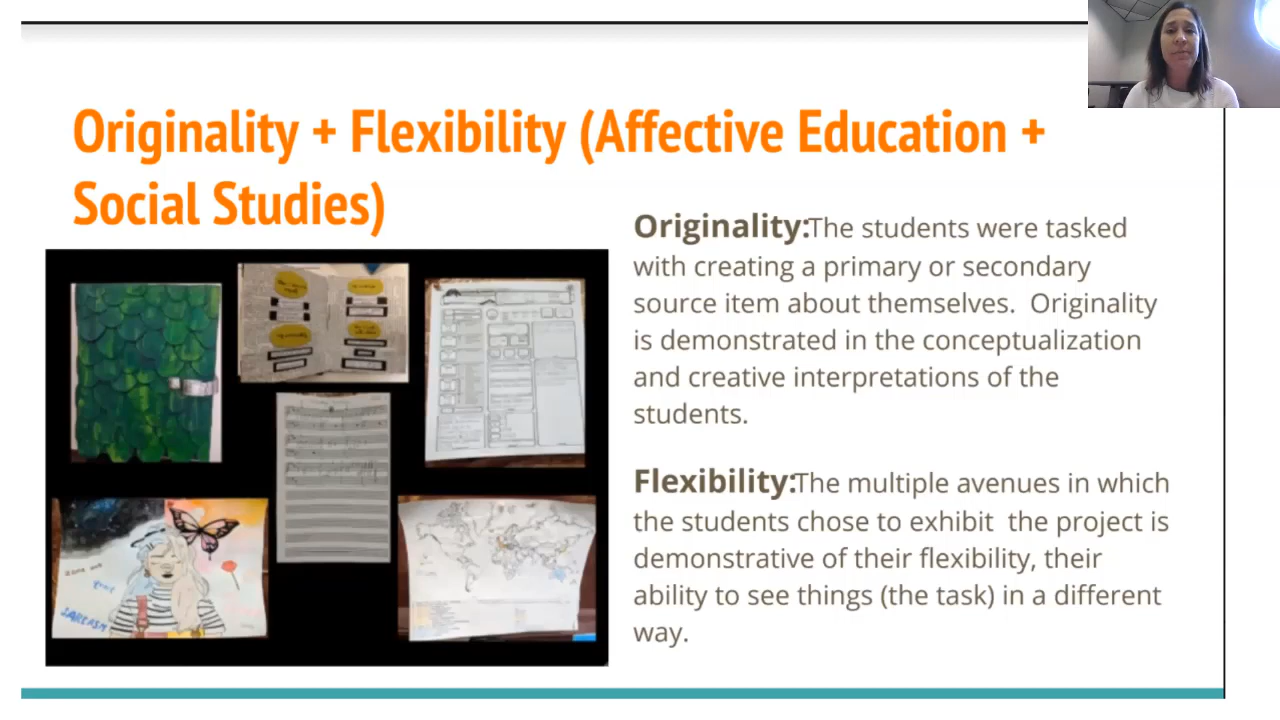 Originality + Flexibility (Affective Education +
Social Studies)
Originality:The students were tasked
with creating a primary or secondary
source item about themselves.  Originality
is demonstrated in the conceptualization
and creative interpretations of the
students.
Flexibility:The multiple avenues in which
the students chose to exhibit  the project is
demonstrative of their flexibility, their
ability to see things (the task) in a different
way.
SARCASM